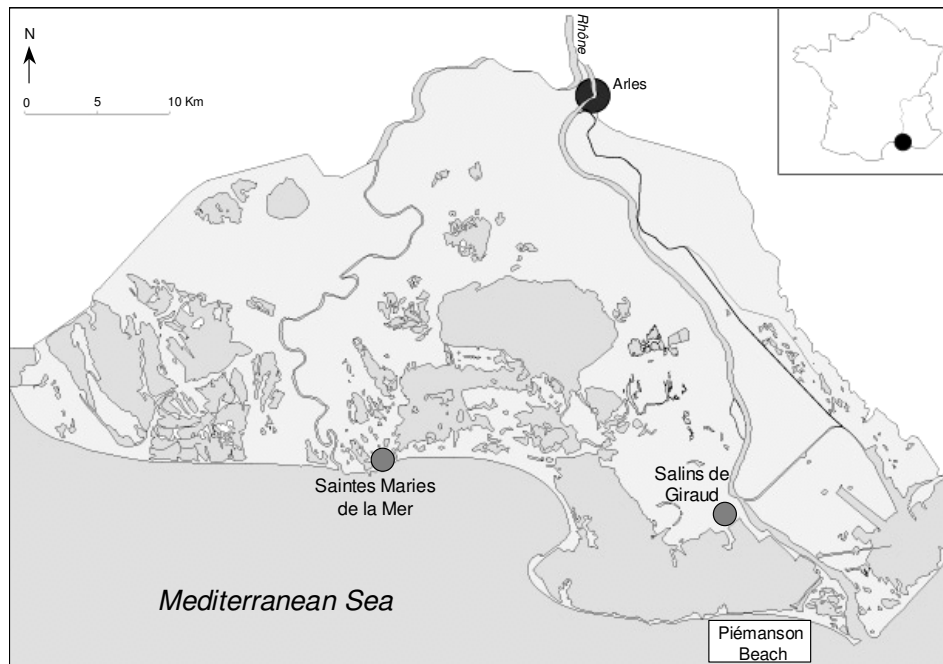 N
0 5 10 Km
Rhône
Arles
Saintes Maries
de la Mer
Salins de
Giraud
Mediterranean Sea
Piémanson
Beach